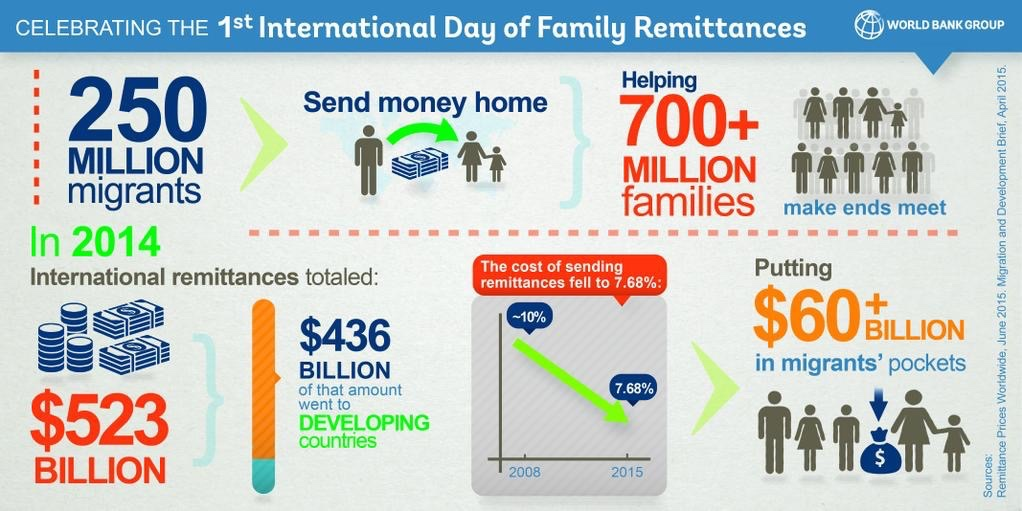 CELEBRATING THE 1st International Day of Family Remittances
WORLD BANK GROUP
250
MILLION
migrants
Send money home
Helping
700+
MILLION
families
make ends meet
In 2014
International remittances totaled:
$523
BILLION
$436
BILLION
of that amount
went to
DEVELOPING
countries
The cost of sending
remittances fell to 7.68%:
~10%
7.68%
2008
2015
Putting
$60+
BILLION
in migrants' pockets
$
Sources:
Remittance Prices Worldwide, June 2015. Migration and Development Brief, April 2015.